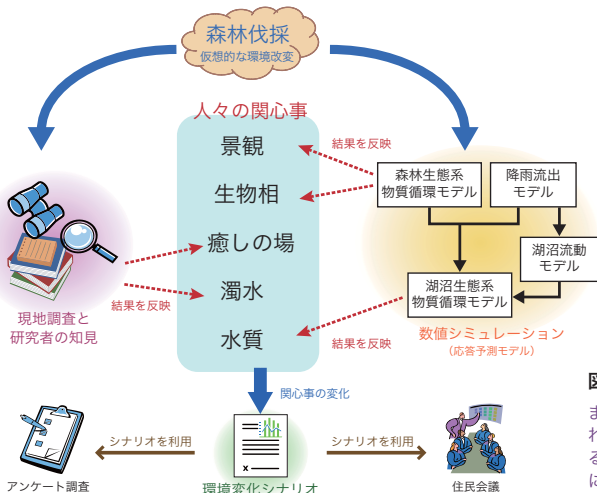 森林伐採
仮想的な環境改変
人々の関心事
景観
生物相
癒しの場
濁水
水質
結果を反映
森林生態系
物質循環モデル
降雨流出
モデル
湖沼流動
モデル
湖沼生態系
物質循環モデル
数値シミュレーション
(応答予測モデル)
結果を反映
結果を反映
現地調査と
研究者の知見
関心事の変化
シナリオを利用
シナリオを利用
アンケート調査
環境変化シナリオ
住民会議
図
ま
れ
る
に